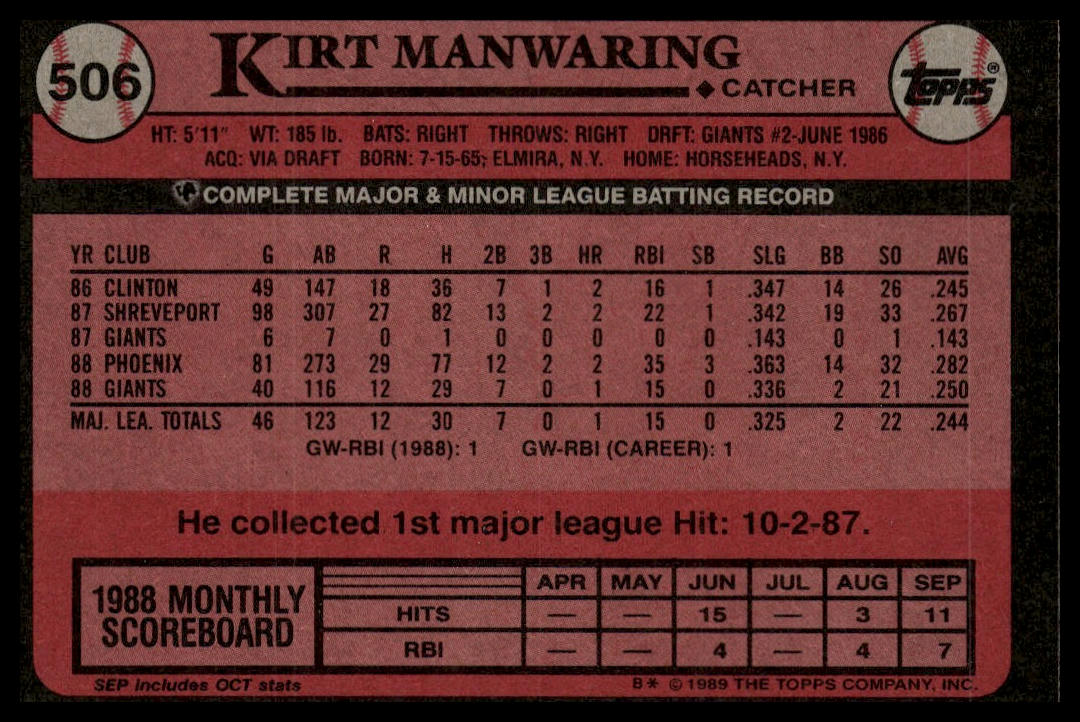 506
KIRT MANWARING
◆ CATCHER
TOPPS®
HT: 5'11" WT: 185 lb. BATS: RIGHT THROWS: RIGHT DRFT: GIANTS #2-JUNE 1986
ACQ: VIA DRAFT BORN: 7-15-65, ELMIRA, N.Y. HOME: HORSEHEADS, N.Y.
COMPLETE MAJOR & MINOR LEAGUE BATTING RECORD
YR CLUB G AB R H 2B 3B HR RBI SB SLG BB SO AVG
86 CLINTON 49 147 18 36 7 1 2 16 1 .347 14 26 .245
87 SHREVEPORT 98 307 27 82 13 2 2 22 1 .342 19 33 .267
87 GIANTS 6 7 0 1 0 0 0 0 0 .143 0 1 .143
88 PHOENIX 81 273 29 77 12 2 2 35 3 .363 14 32 .282
88 GIANTS 40 116 12 29 7 0 1 15 0 .336 2 21 .250
MAJ. LEA. TOTALS 46 123 12 30 7 0 1 15 0 .325 2 22 .244
GW-RBI (1988): 1 GW-RBI (CAREER): 1
He collected 1st major league Hit: 10-2-87.
1988 MONTHLY SCOREBOARD
APR MAY JUN JUL AUG SEP
HITS — — 15 — 3 11
RBI — — 4 — 4 7
SEP includes OCT stats
B* © 1989 THE TOPPS COMPANY, INC.